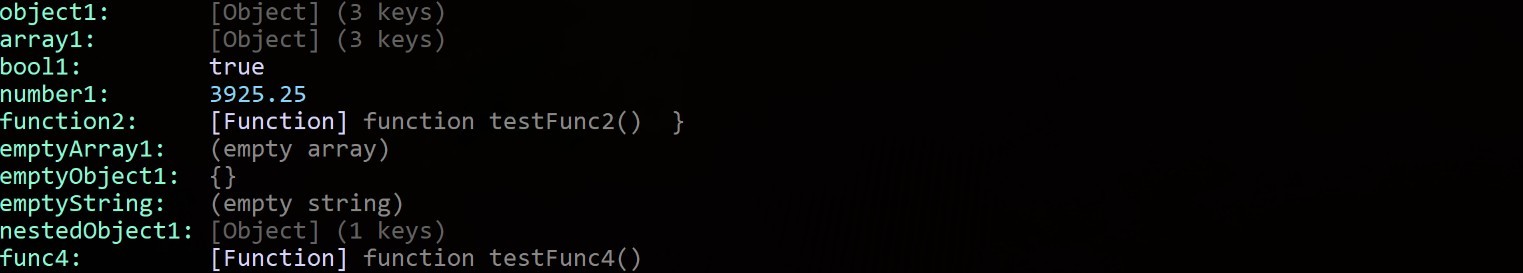 object1:       [Object] (3 keys)
array1:        [Object] (3 keys)
bool1:         true
number1:       3925.25
function2:     [Function] function testFunc2()  }
emptyArray1:   (empty array)
emptyObject1:  {}
emptyString:   (empty string)
nestedObject1: [Object] (1 keys)
func4:         [Function] function testFunc4()